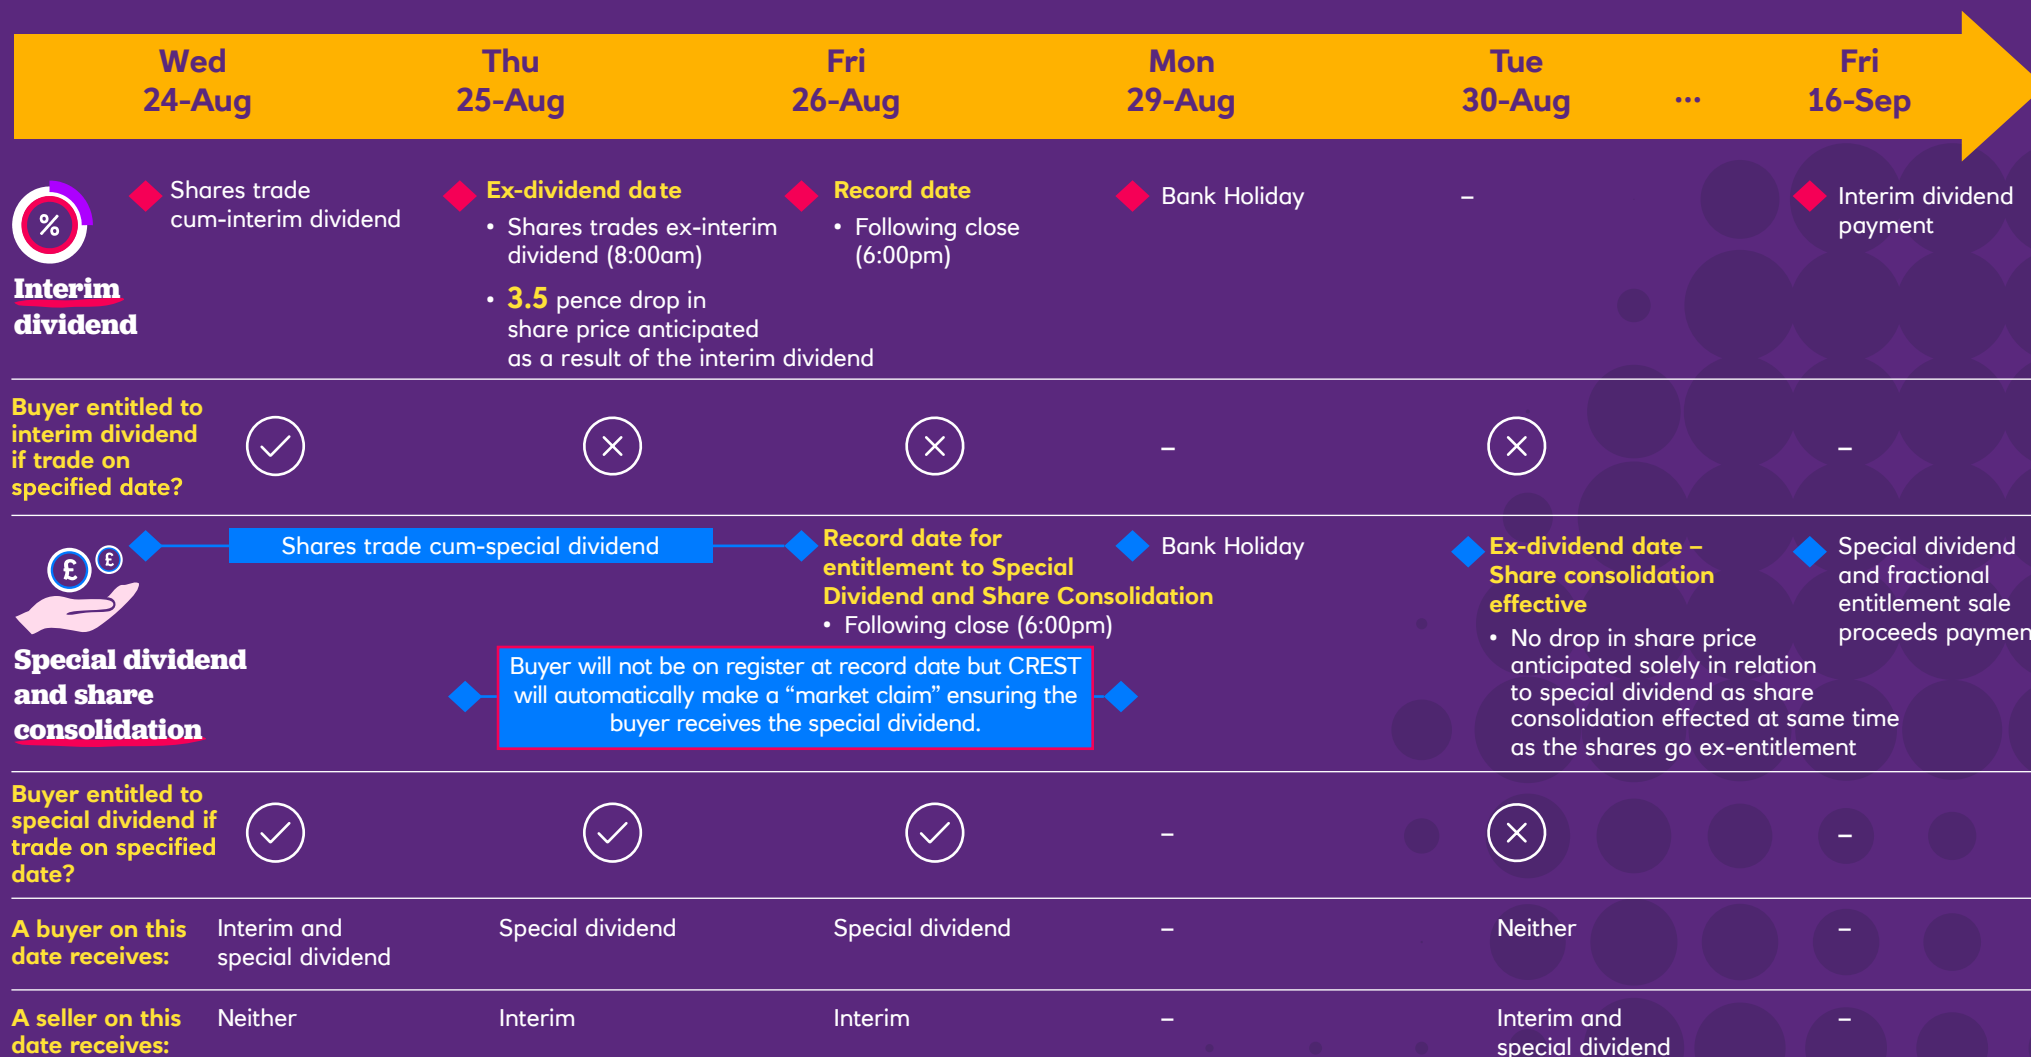 Wed
24-Aug
Thu
25-Aug
Fri
26-Aug
Mon
29-Aug
Tue
30-Aug
...
Fri
16-Sep
%
Interim
dividend
Shares trade
cum-interim dividend
Ex-dividend date
• Shares trades ex-interim
dividend (8:00am)
• 3.5 pence drop in
share price anticipated
as a result of the interim dividend
Record date
• Following close
(6:00pm)
Bank Holiday
–
Interim dividend
payment
Buyer entitled to
interim dividend
if trade on
specified date?
–
–
£ £
Special dividend
and share
consolidation
Shares trade cum-special dividend
Record date for
entitlement to Special
Dividend and Share Consolidation
• Following close (6:00pm)
Buyer will not be on register at record date but CREST
will automatically make a “market claim” ensuring the
buyer receives the special dividend.
Bank Holiday
Ex-dividend date –
Share consolidation
effective
• No drop in share price
anticipated solely in relation
to special dividend as share
consolidation effected at same time
as the shares go ex-entitlement
Special dividend
and fractional
entitlement sale
proceeds paymen
Buyer entitled to
special dividend if
trade on specified
date?
–
–
A buyer on this
date receives:
Interim and
special dividend
Special dividend
Special dividend
–
Neither
–
A seller on this
date receives:
Neither
Interim
Interim
–
Interim and
special dividend
–